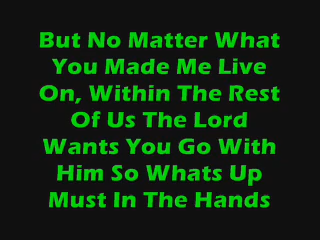 But No Matter What
You Made Me Live
On, Within The Rest
Of Us The Lord
Wants You Go With
Him So Whats Up
Must In The Hands